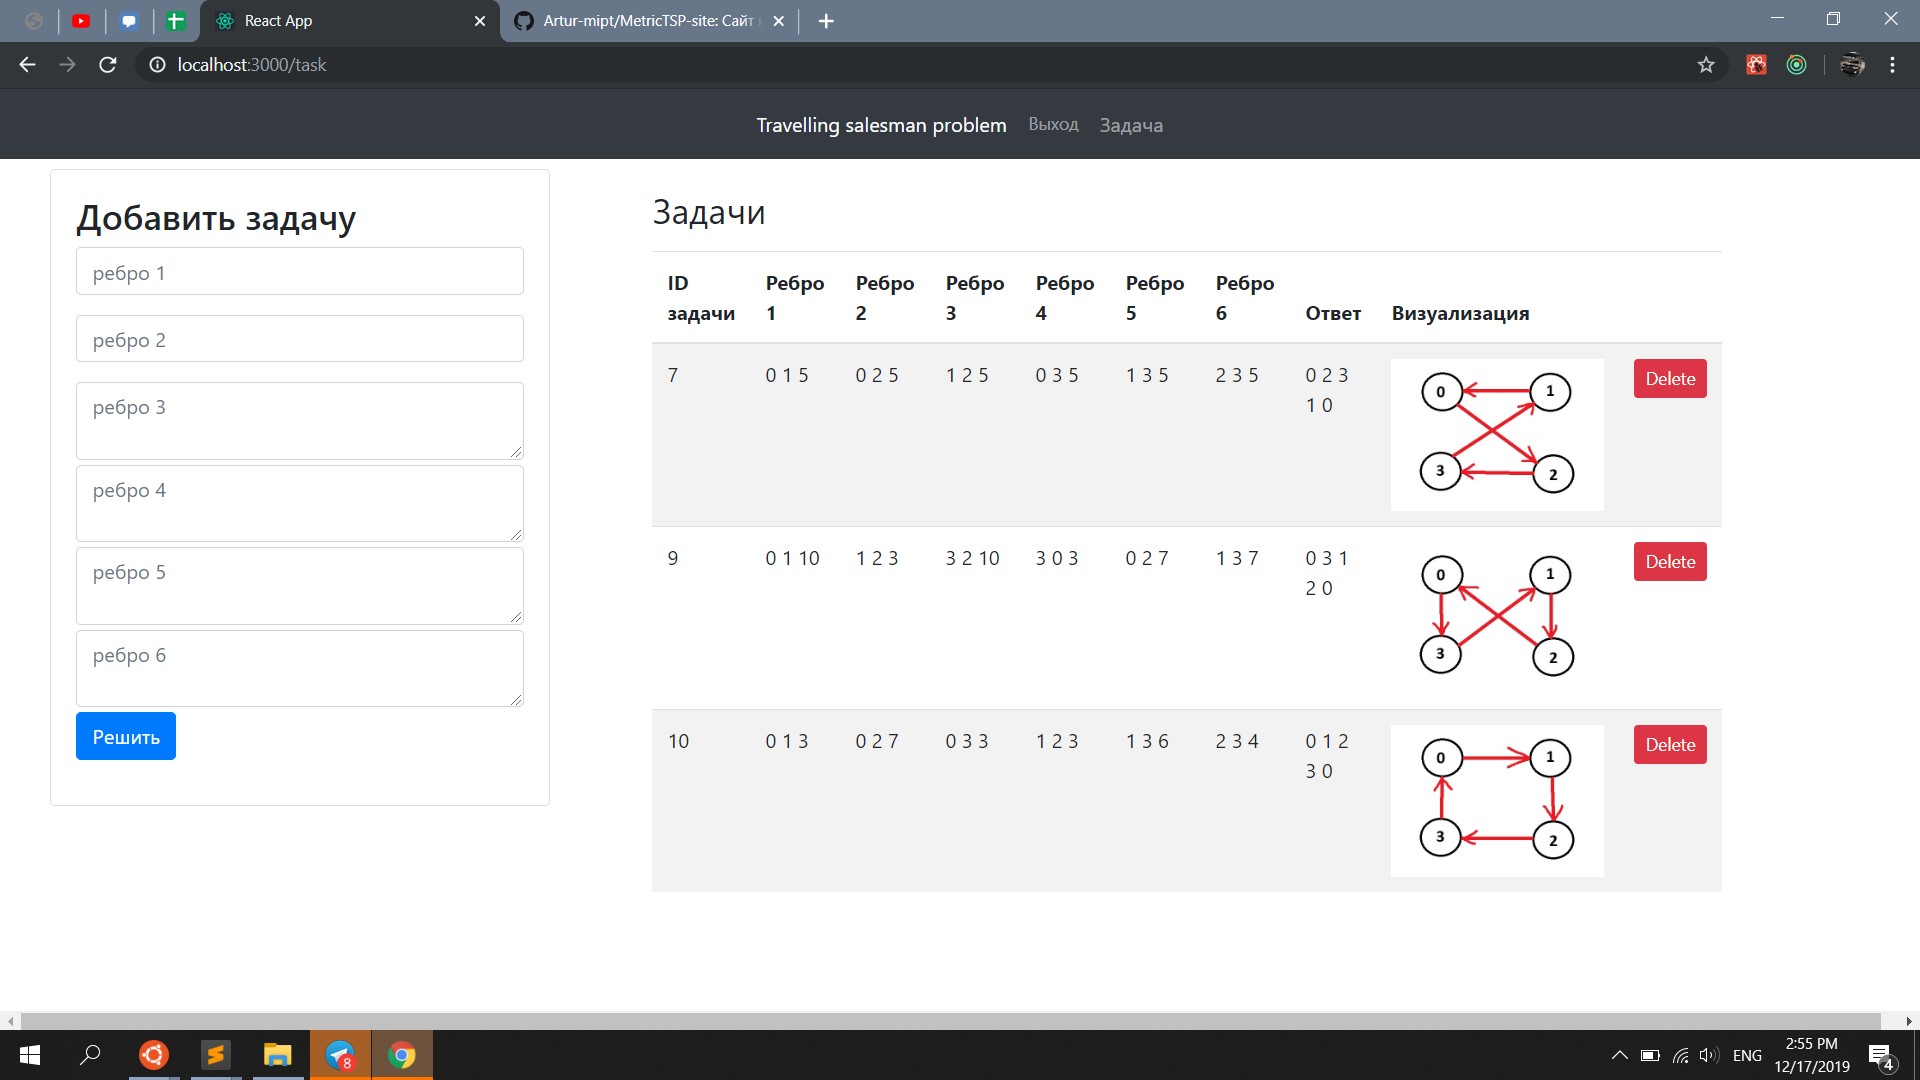 React App
Artur-mipt/MetricTSP-site: Сайт
localhost:3000/task
Travelling salesman problem Выход Задача
Добавить задачу
ребро 1
ребро 2
ребро 3
ребро 4
ребро 5
ребро 6
Решить
Задачи
ID задачи Ребро 1 Ребро 2 Ребро 3 Ребро 4 Ребро 5 Ребро 6 Ответ Визуализация
7 0 1 5 0 2 5 1 2 5 0 3 5 1 3 5 2 3 5 0 2 3 Delete
1 0
0 1
3 2
9 0 1 10 1 2 3 3 2 10 3 0 3 0 2 7 1 3 7 0 3 1 Delete
2 0
0 1
3 2
10 0 1 3 0 2 7 0 3 3 1 2 3 1 3 6 2 3 4 0 1 2 Delete
3 0
0 1
3 2
8
ENG
2:55 PM
12/17/2019
4